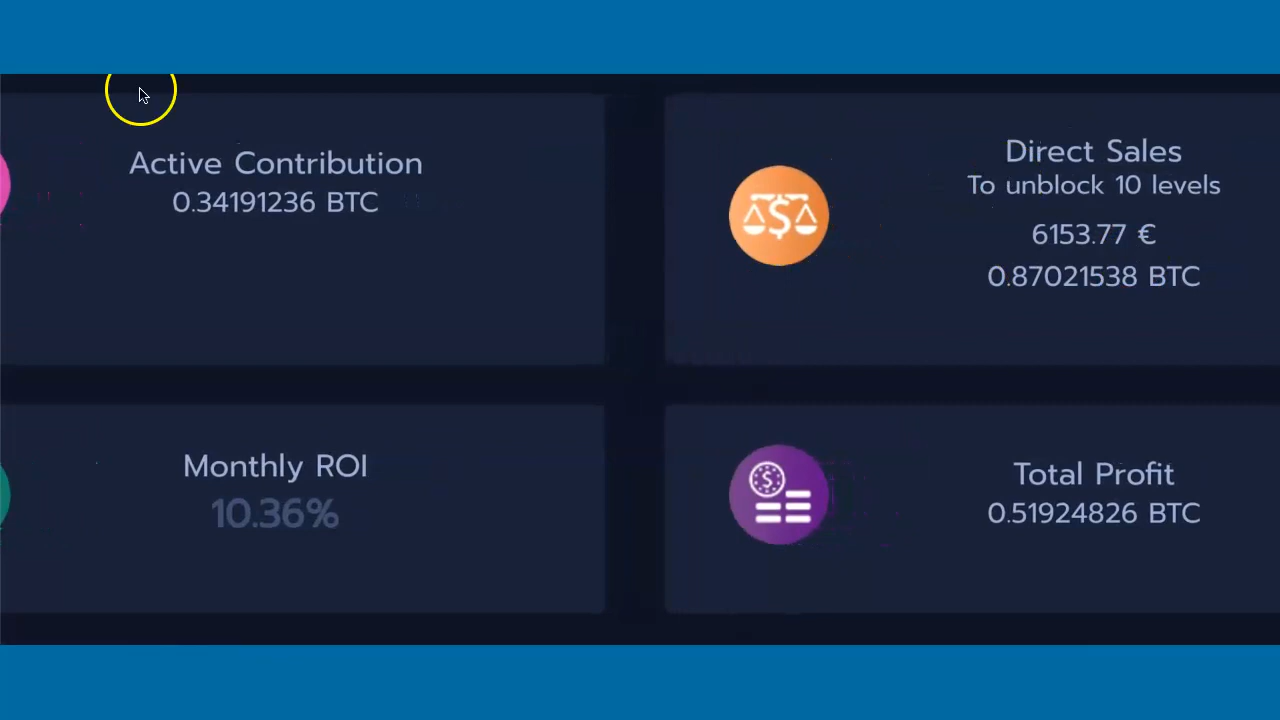 Active Contribution
0.34191236 BTC
Direct Sales
To unblock 10 levels
6153.77 €
0.87021538 BTC
Monthly ROI
10.36%
Total Profit
0.51924826 BTC